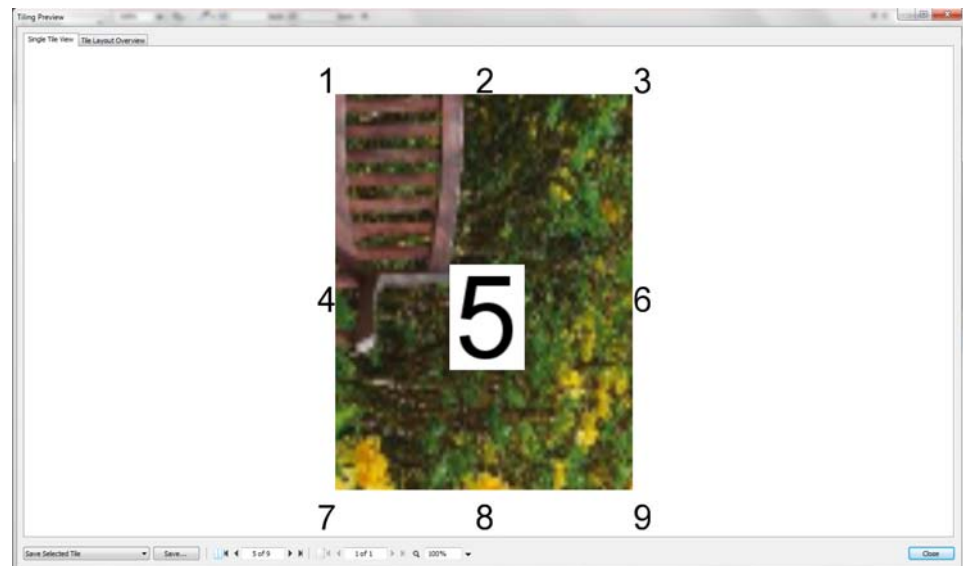 Tiling Preview
Single Tile View Tile Layout Overview
1 2 3
4 5 6
7 8 9
Save Selected Tile Save... 5 of 9 1 of 1 100% Close